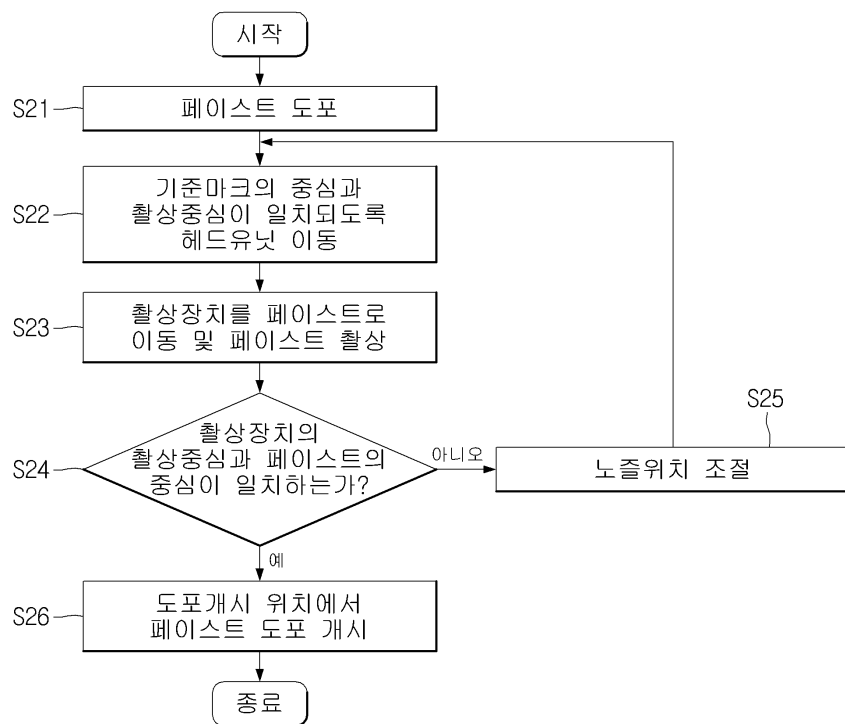 시작
S21
페이스트 도포
S22
기준마크의 중심과
촬상중심이 일치되도록
헤드유닛 이동
S23
촬상장치를 페이스트로
이동 및 페이스트 촬상
S24
촬상장치의
촬상중심과 페이스트의
중심이 일치하는가?
아니오
S25
노즐위치 조절
예
S26
도포개시 위치에서
페이스트 도포 개시
종료